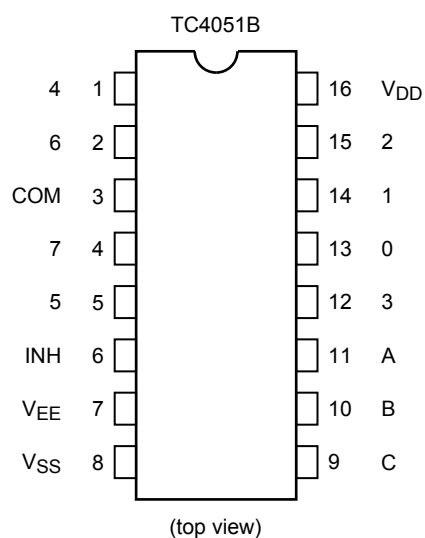 TC4051B
4 1 16 VDD
6 2 15 2
COM 3 14 1
7 4 13 0
5 5 12 3
INH 6 11 A
VEE 7 10 B
VSS 8 9 C
(top view)